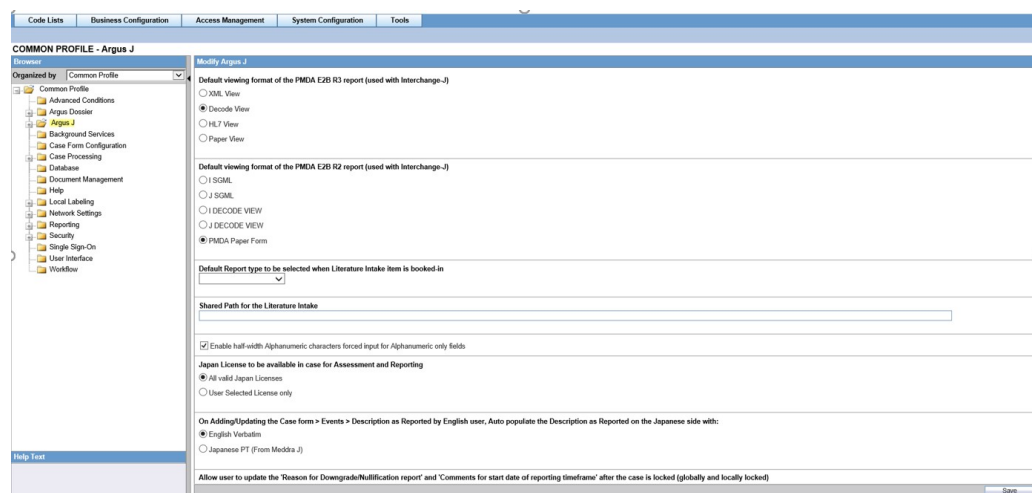 Code Lists Business Configuration Access Management System Configuration Tools
COMMON PROFILE - Argus J
Browser
Organized by Common Profile
Common Profile
Advanced Conditions
Argus Dossier
Argus J
Background Services
Case Form Configuration
Case Processing
Database
Document Management
Help
Local Labeling
Network Settings
Reporting
Security
Single Sign-On
User Interface
Workflow
Help Text
Modify Argus J
Default viewing format of the PMDA E2B R3 report (used with Interchange-J)
XML View
Decode View
HL7 View
Paper View
Default viewing format of the PMDA E2B R2 report (used with Interchange-J)
I SGML
J SGML
I DECODE VIEW
J DECODE VIEW
PMDA Paper Form
Default Report type to be selected when Literature Intake item is booked-in
Shared Path for the Literature Intake
Enable half-width Alphanumeric characters forced input for Alphanumeric only fields
Japan License to be available in case for Assessment and Reporting
All valid Japan Licenses
User Selected License only
On Adding/Updating the Case form > Events > Description as Reported by English user, Auto populate the Description as Reported on the Japanese side with:
English Verbatim
Japanese PT (From Meddra J)
Allow user to update the 'Reason for Downgrade/Nullification report' and 'Comments for start date of reporting timeframe' after the case is locked (globally and locally locked)
Save